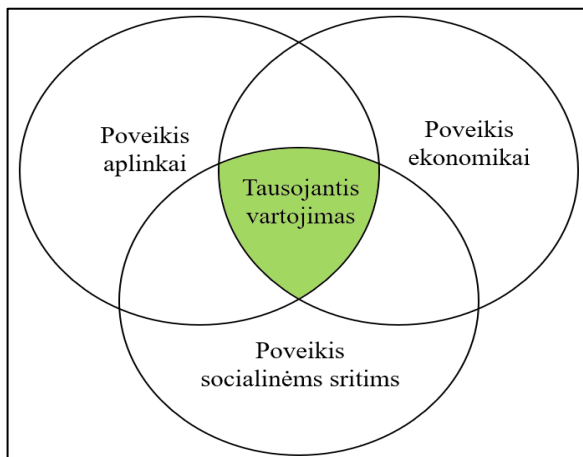 Poveikis
aplinkai
Poveikis
ekonomikai
Tausojantis
vartojimas
Poveikis
socialinėms sritims